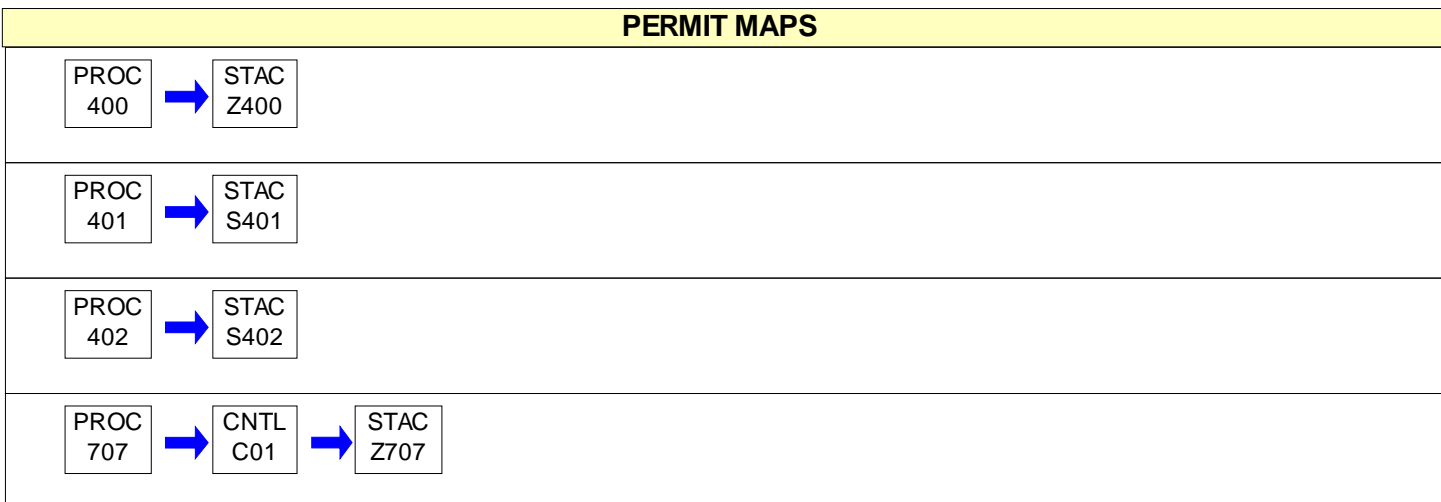 PERMIT MAPS
PROC STAC
400 Z400
PROC STAC
401 S401
PROC STAC
402 S402
PROC CNTL STAC
707 C01 Z707